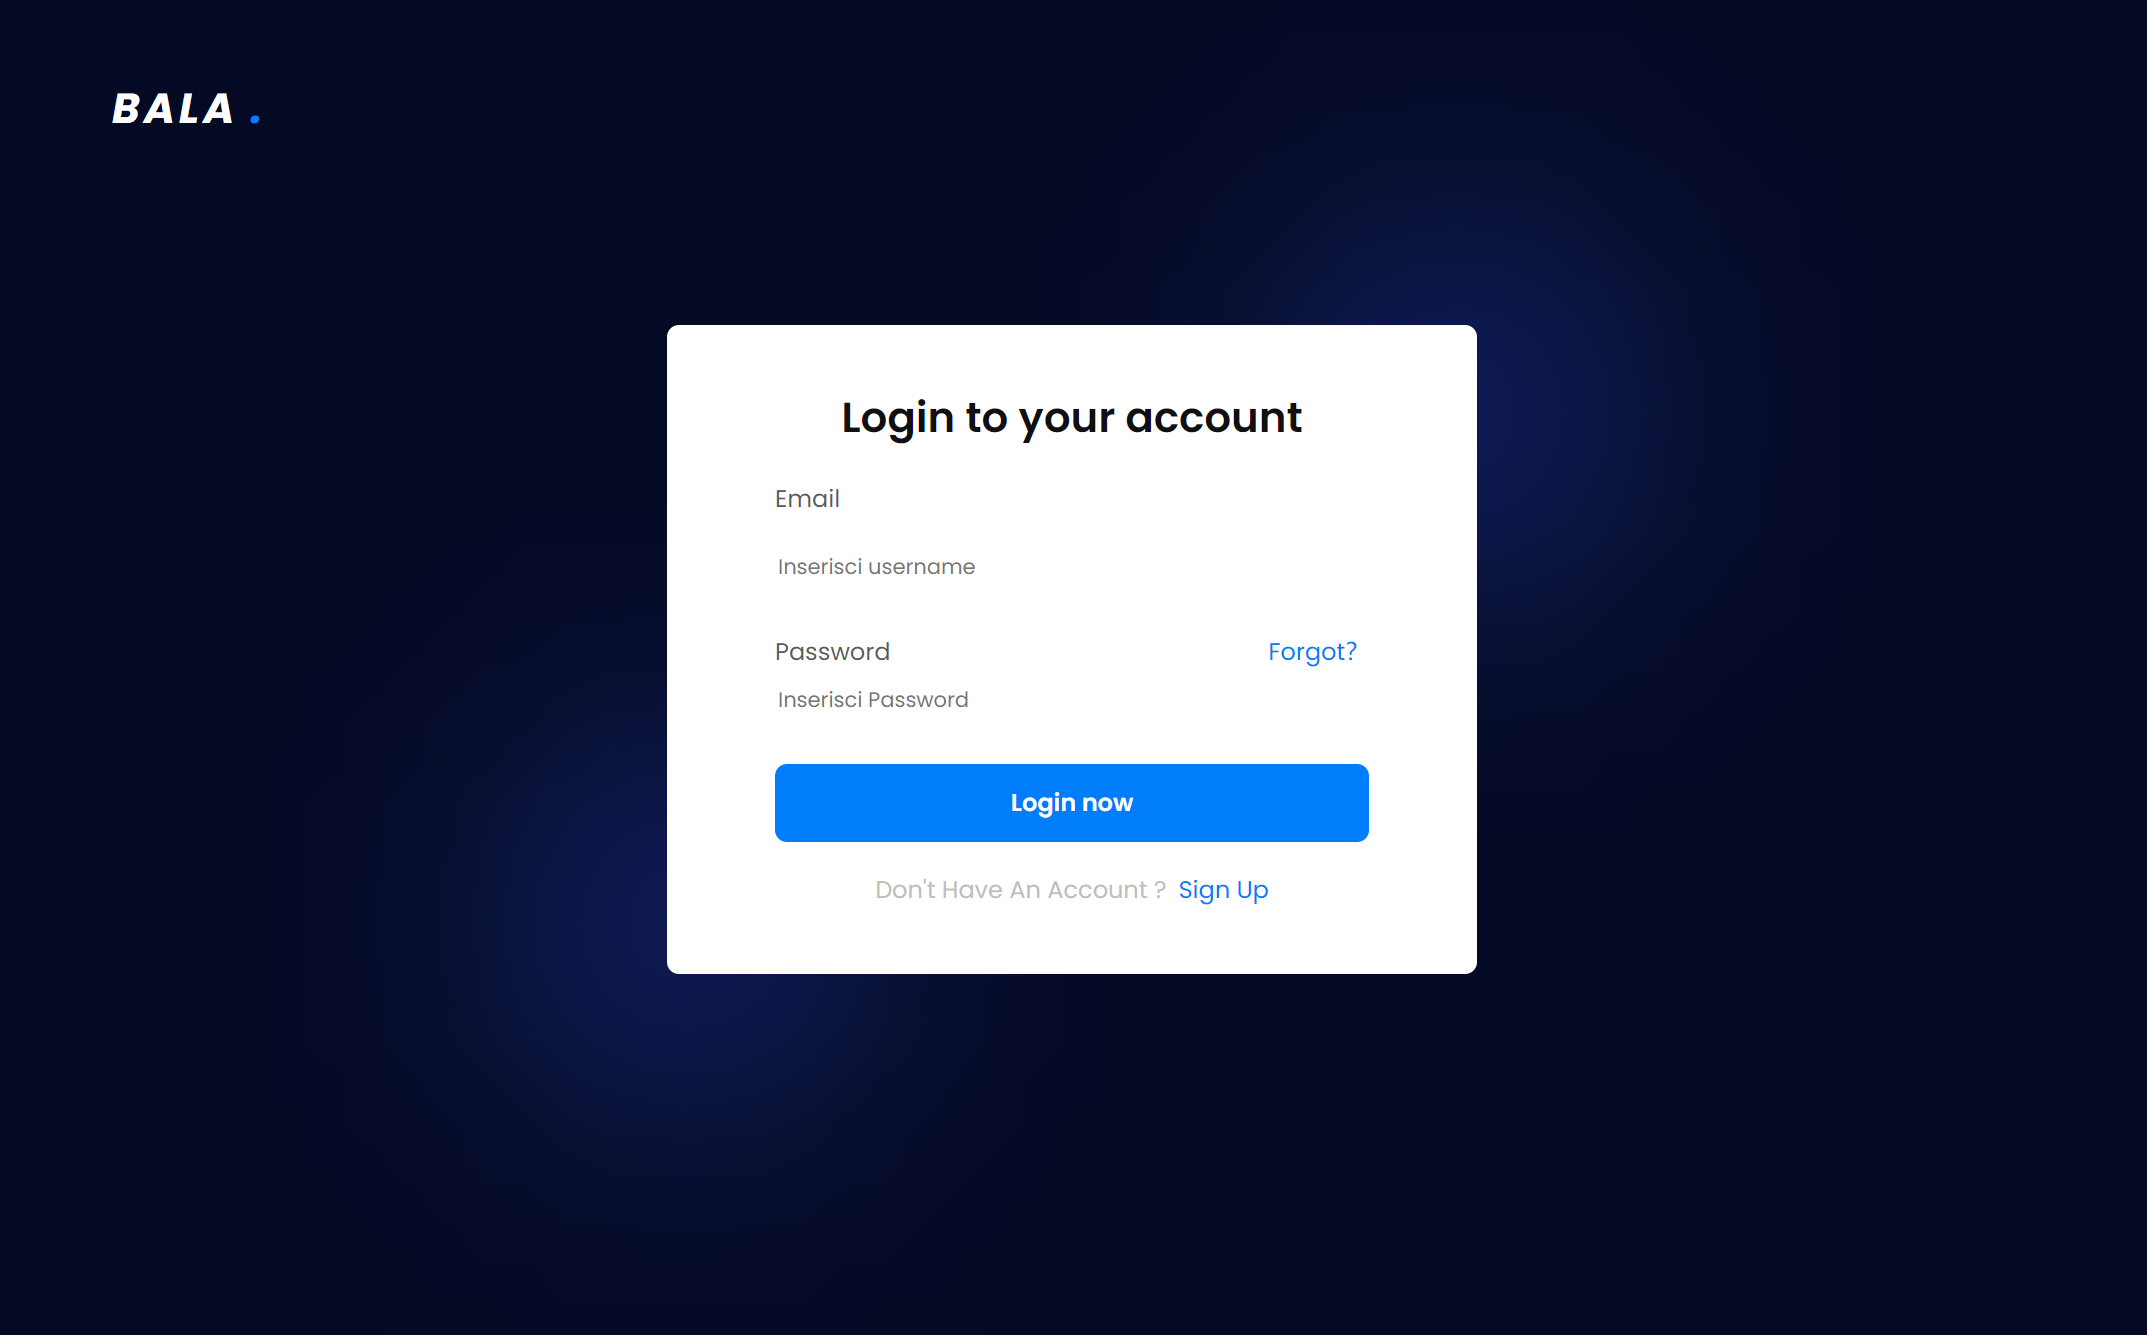 BALA .
Login to your account
Email
Inserisci username
Password Forgot?
Inserisci Password
Login now
Don't Have An Account ? Sign Up